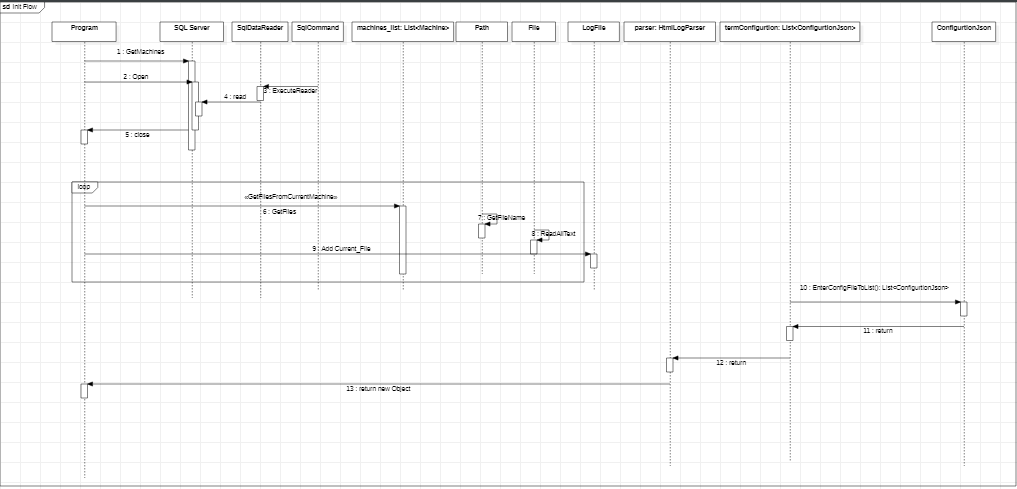 sd Init Flow
Program
SQL Server
SqlDataReader
SqlCommand
machines_list: List<Machine>
Path
File
LogFile
parser: HtmlLogParser
termConfigurtion: List<ConfigurtionJson>
ConfigurtionJson
1 : GetMachines
2 : Open
3 : ExecuteReader
4 : read
5 : close
loop
«GetFilesFromCurrentMachine»
6 : GetFiles
7 : GetFileName
8 : ReadAllText
9 : Add Current_File
10 : EnterConfigFileToList(): List<ConfigurtionJson>
11 : return
12 : return
13 : return new Object